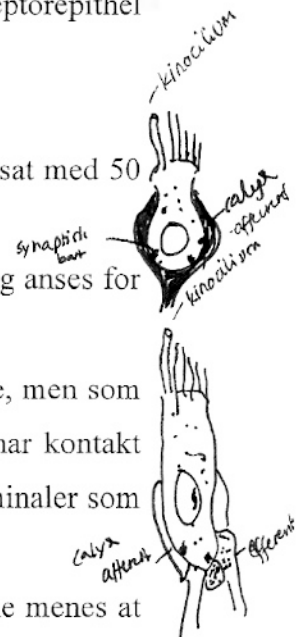 eptorepithel
kinocilium
sat med 50
calyx
afferent
synaptisk
g anses for
kinocilium
e, men som
har kontakt
ninaler som
calyx
afferent
efferent
le menes at